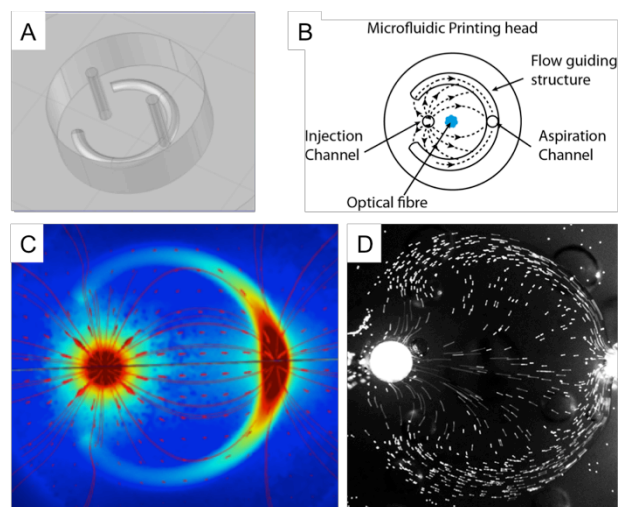 A
B
Microfluidic Printing head
Flow guiding
structure
Injection
Channel
Aspiration
Channel
Optical fibre
C
D